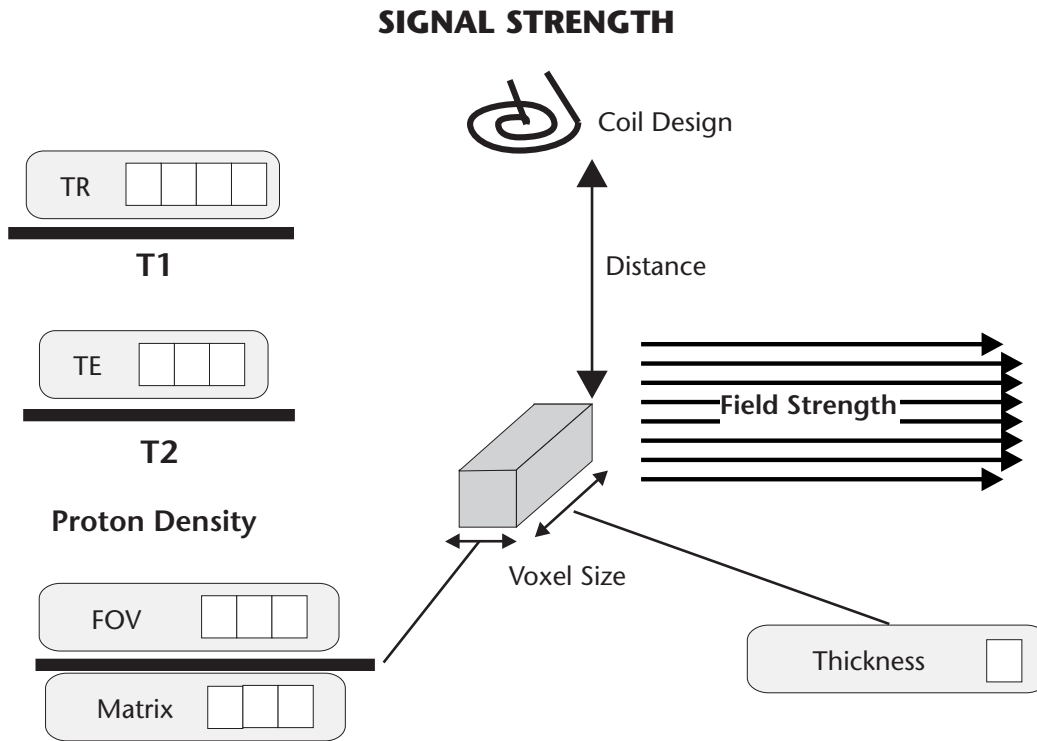 SIGNAL STRENGTH
Coil Design
TR
T1
Distance
TE
T2
Field Strength
Proton Density
Voxel Size
FOV
Matrix
Thickness